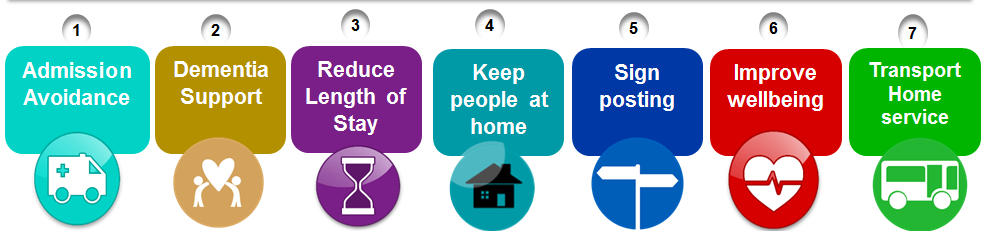 1
Admission
Avoidance
2
Dementia
Support
3
Reduce
Length of
Stay
4
Keep
people at
home
5
Sign
posting
6
Improve
wellbeing
7
Transport
Home
service